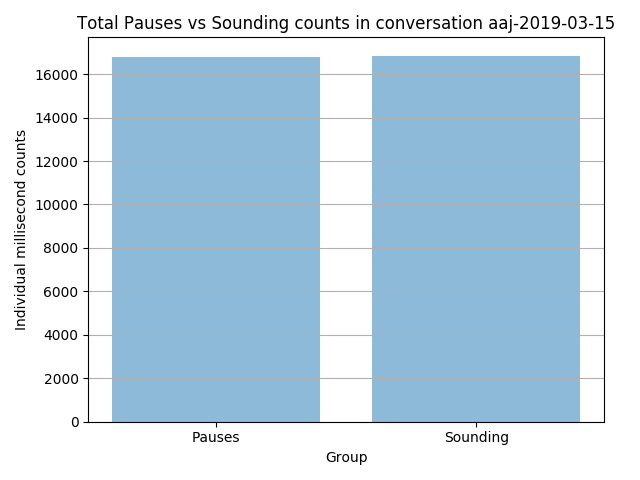 Total Pauses vs Sounding counts in conversation aaj-2019-03-15
16000
14000
12000
10000
8000
6000
4000
2000
0
Individual millisecond counts
Pauses Sounding
Group